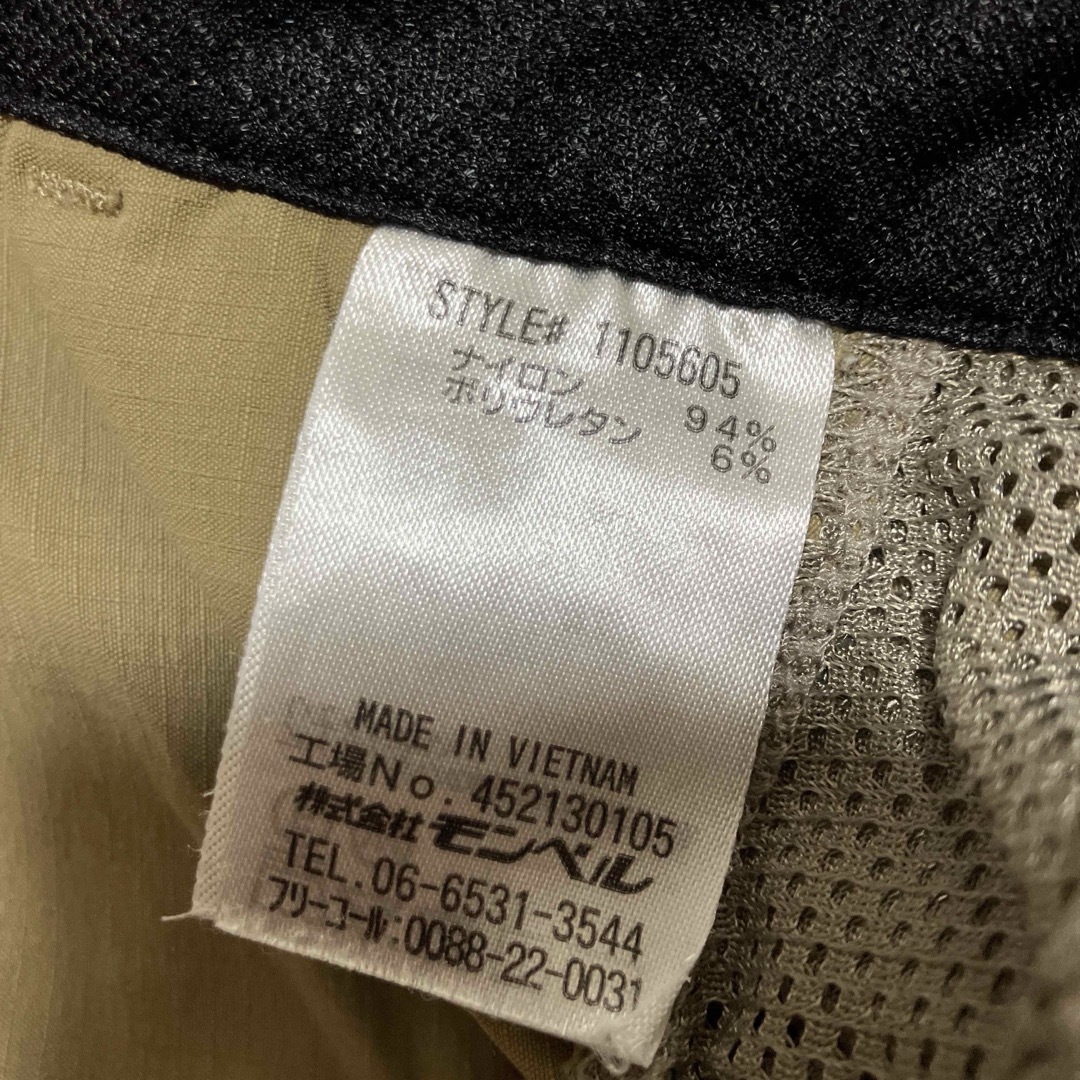 STYLE# 1105605
ナイロン 94%
ポリウレタン 6%
MADE IN VIETNAM
工場No. 452130105
株式会社 モンベル
TEL. 06-6531-3544
フリーコール:0088-22-0031